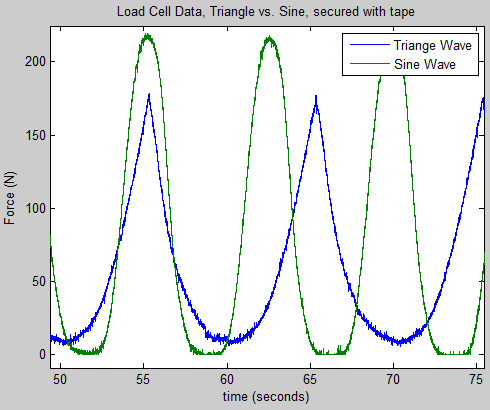 Load Cell Data, Triangle vs. Sine, secured with tape
Triange Wave
Sine Wave
200
150
100
50
0
Force (N)
50 55 60 65 70 75
time (seconds)